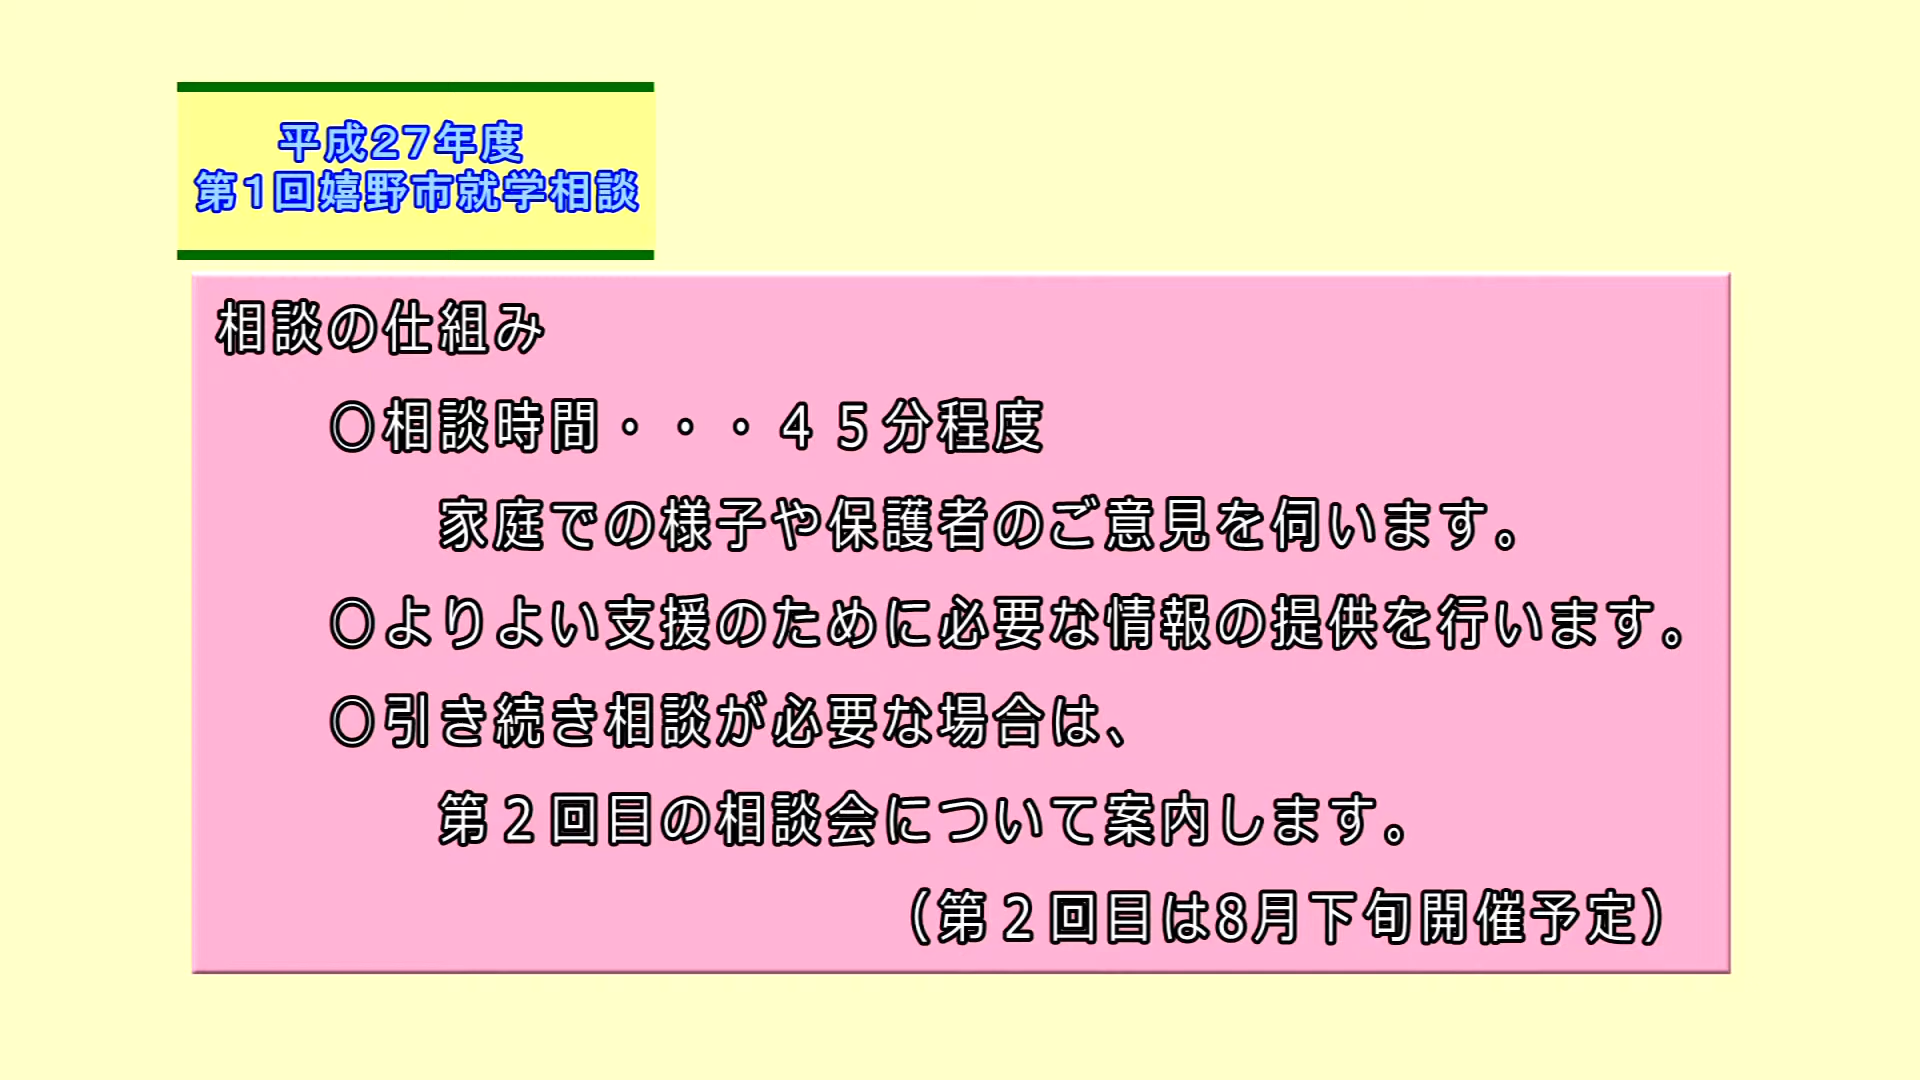 平成27年度
第1回嬉野市就学相談
相談の仕組み
○相談時間・・・４５分程度
家庭での様子や保護者のご意見を伺います。
○よりよい支援のために必要な情報の提供を行います。
○引き続き相談が必要な場合は、
第２回目の相談会について案内します。
（第２回目は8月下旬開催予定）